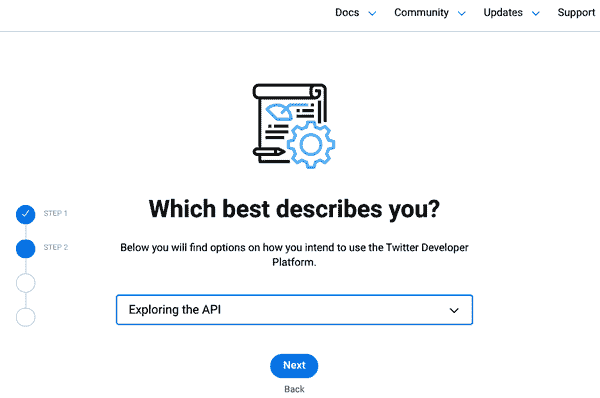 Docs Community Updates Support
Which best describes you?
STEP 1
STEP 2
Below you will find options on how you intend to use the Twitter Developer
Platform.
Exploring the API
Next
Back